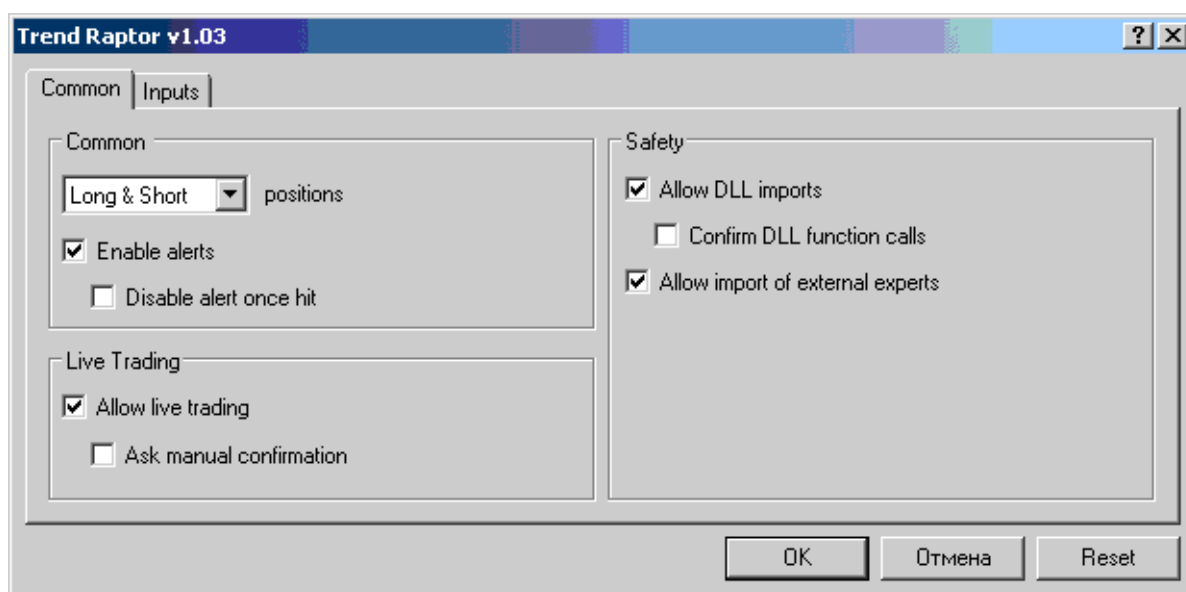 Trend Raptor v1.03
Common
Inputs
Common
Long & Short
positions
Enable alerts
Disable alert once hit
Live Trading
Allow live trading
Ask manual confirmation
Safety
Allow DLL imports
Confirm DLL function calls
Allow import of external experts
OK
Отмена
Reset